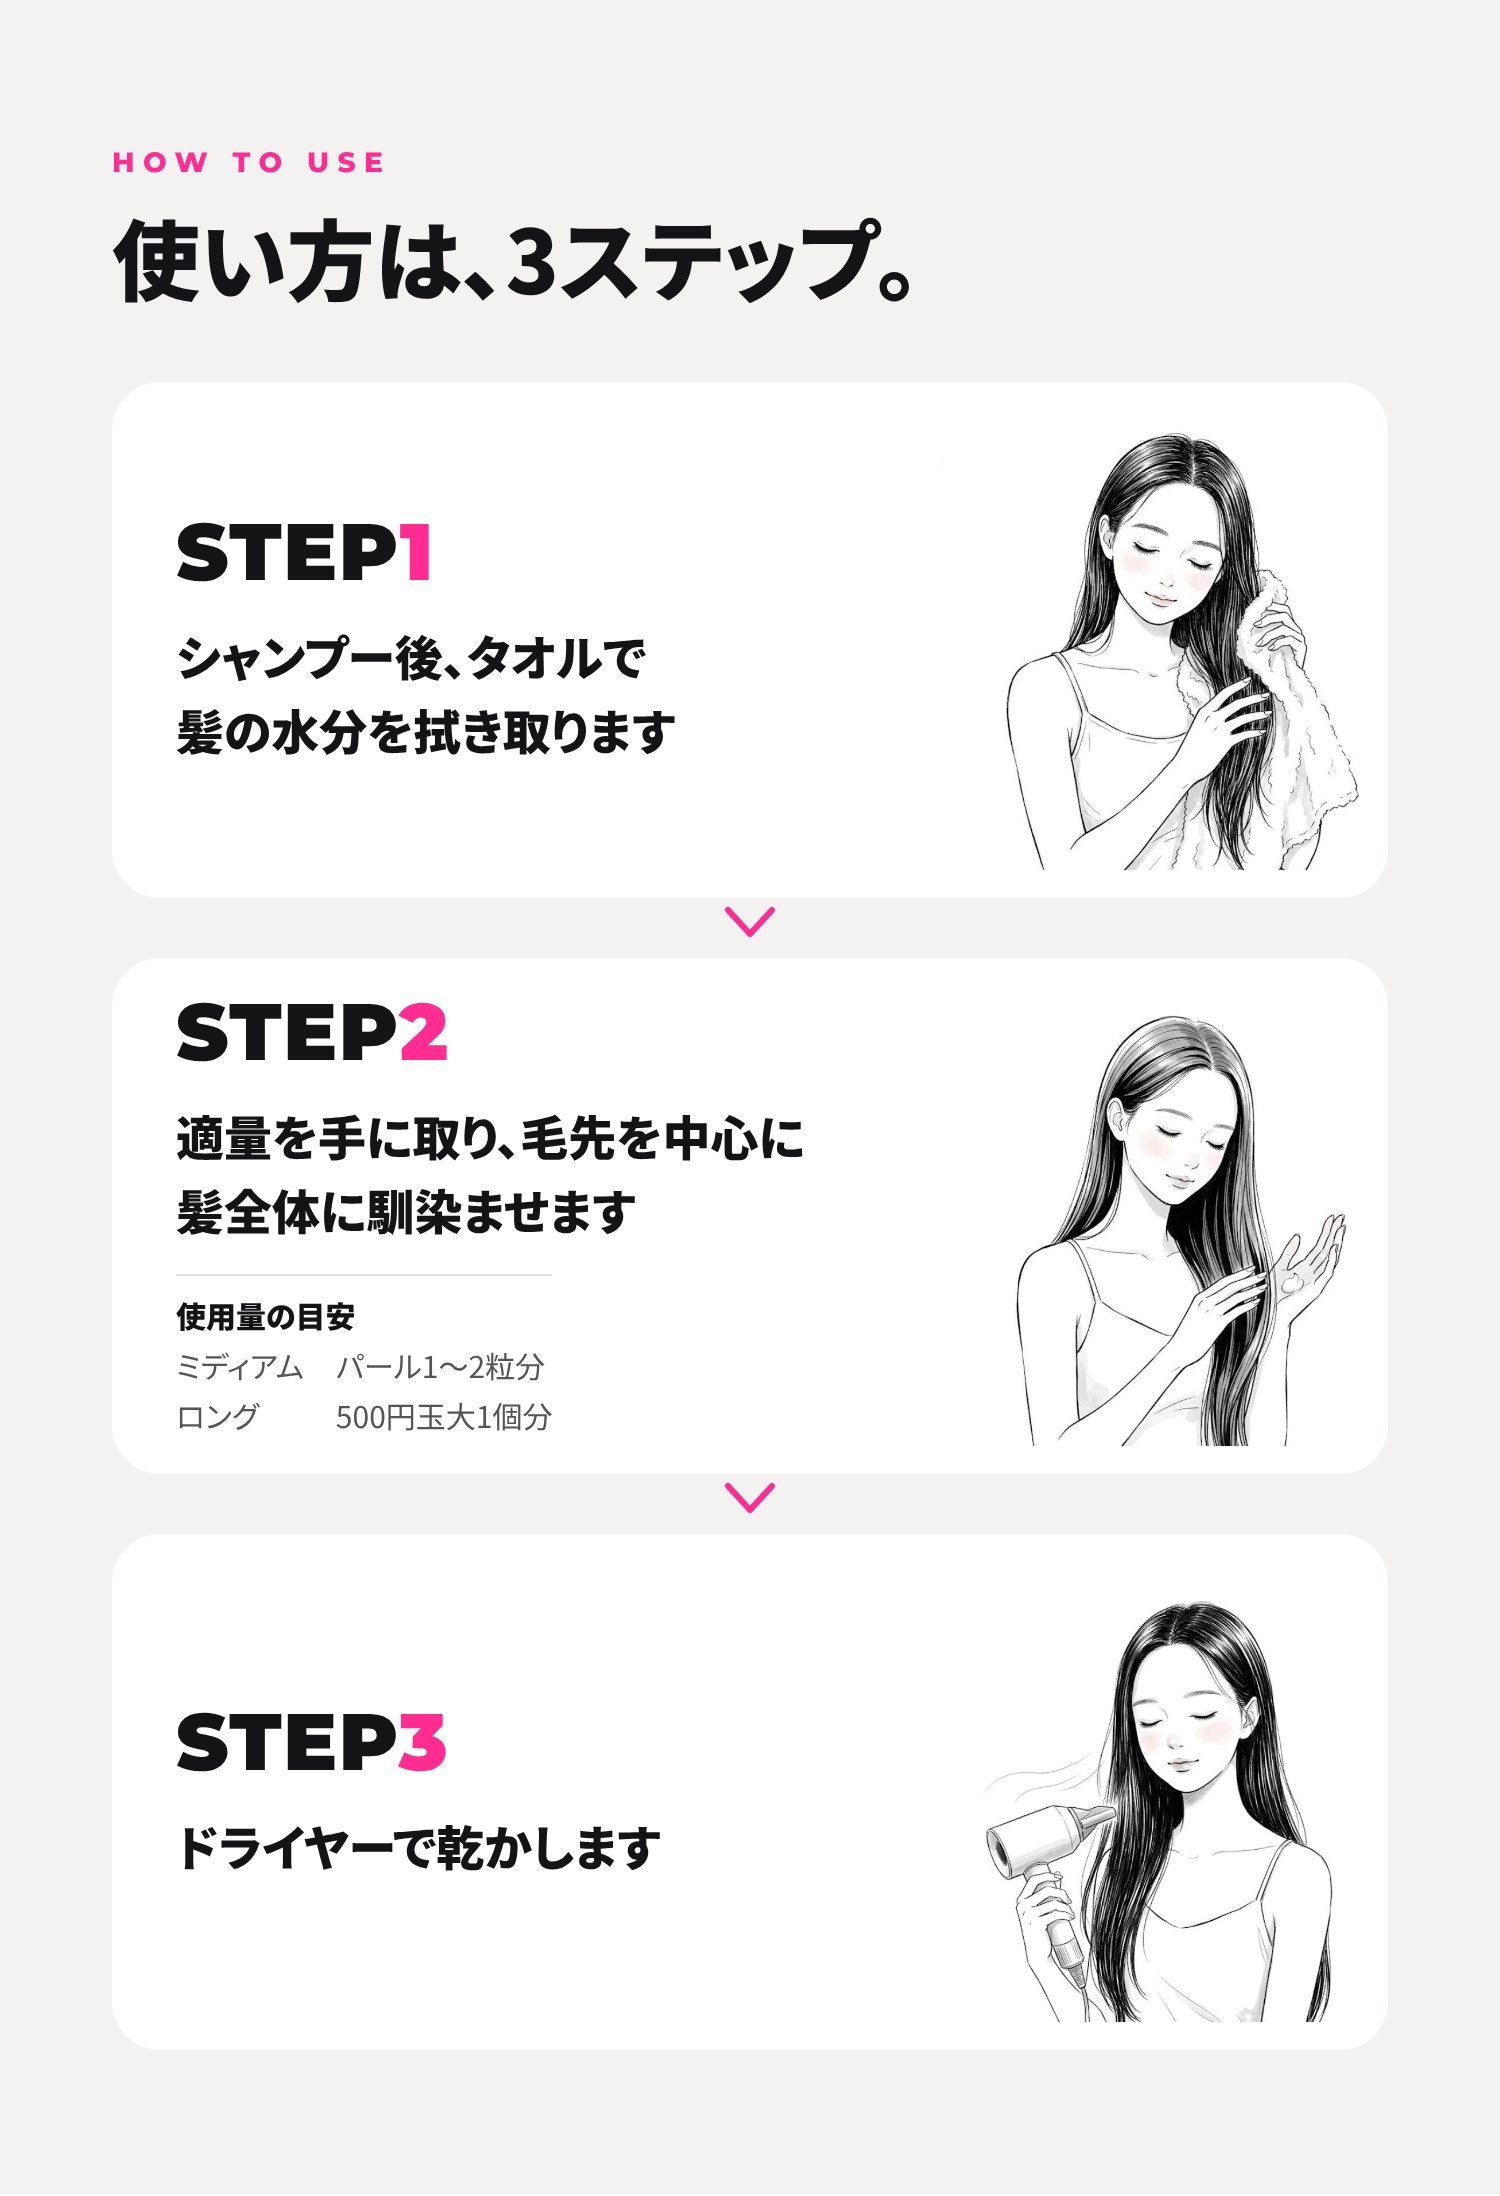 HOW TO USE
使い方は、3ステップ。
STEP1
シャンプー後、タオルで
髪の水分を拭き取ります
STEP2
適量を手に取り、毛先を中心に
髪全体に馴染ませます
使用量の目安
ミディアム パール1〜2粒分
ロング 500円玉大1個分
STEP3
ドライヤーで乾かします